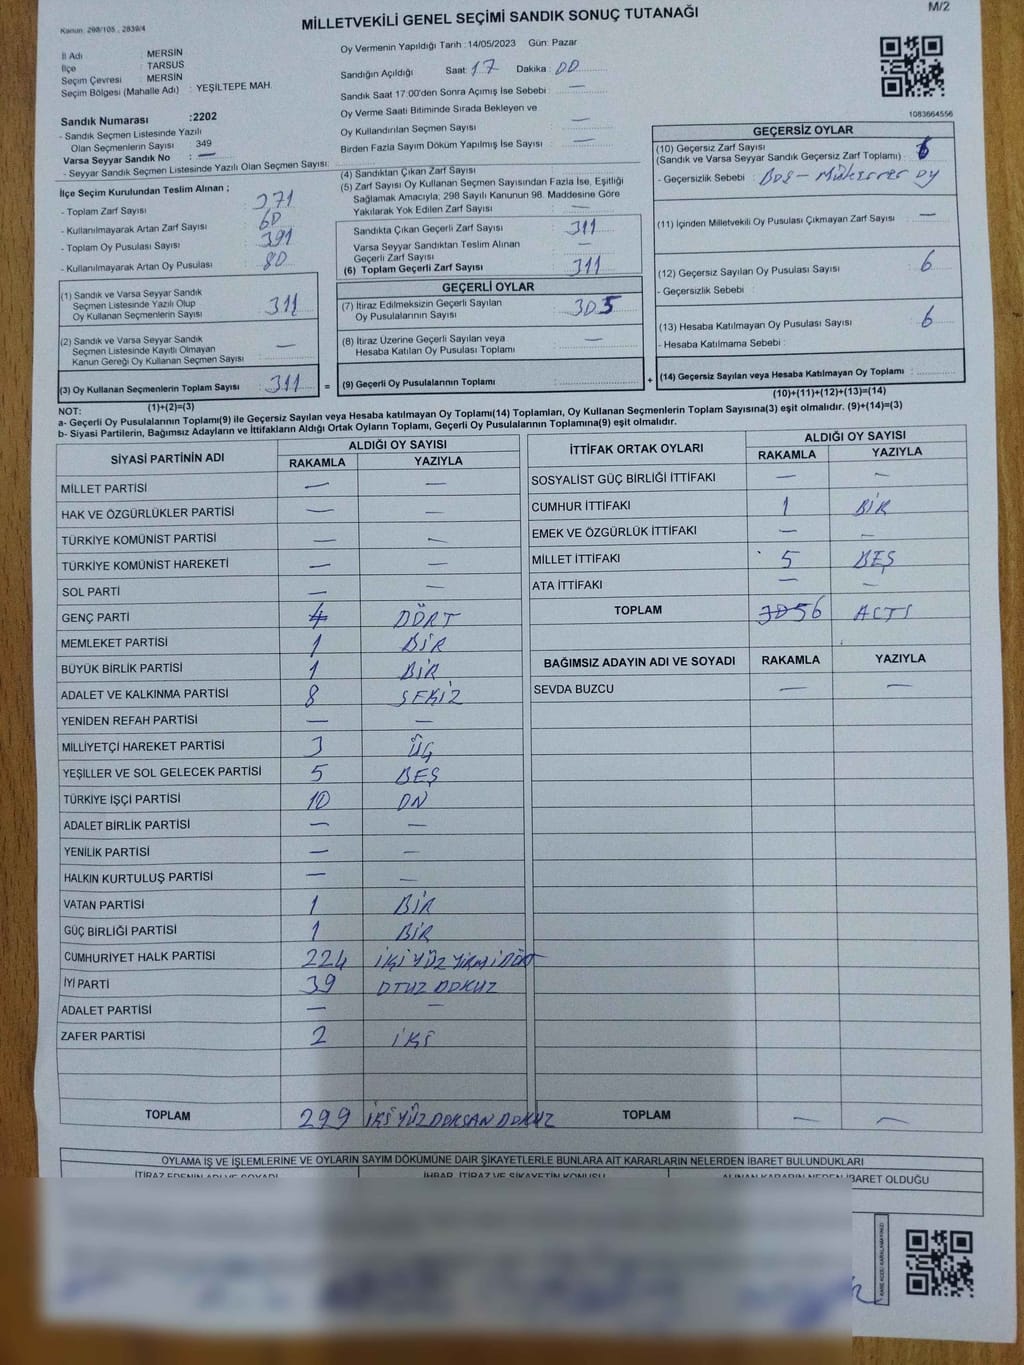 Kanun: 298/105 , 2839/4
MİLLETVEKİLİ GENEL SEÇİMİ SANDIK SONUÇ TUTANAĞI
M/2
İl Adı : MERSİN
İlçe : TARSUS
Seçim Çevresi : MERSİN
Seçim Bölgesi (Mahalle Adı) : YEŞİLTEPE MAH.
Sandık Numarası :2202
- Sandık Seçmen Listesinde Yazılı
Olan Seçmenlerin Sayısı : 349
Varsa Seyyar Sandık No : —
- Seyyar Sandık Seçmen Listesinde Yazılı Olan Seçmen Sayısı:
Oy Vermenin Yapıldığı Tarih : 14/05/2023 Gün: Pazar
Sandığın Açıldığı Saat: 17 Dakika: 00
Sandık Saat 17:00'den Sonra Açımış İse Sebebi : —
Oy Verme Saati Bitiminde Sırada Bekleyen ve
Oy Kullandırılan Seçmen Sayısı : —
Birden Fazla Sayım Döküm Yapılmış İse Sayısı : —
1083664556
İlçe Seçim Kurulundan Teslim Alınan ;
- Toplam Zarf Sayısı : 371
- Kullanılmayarak Artan Zarf Sayısı : 60
- Toplam Oy Pusulası Sayısı : 391
- Kullanılmayarak Artan Oy Pusulası : 80
(4) Sandıktan Çıkan Zarf Sayısı :
(5) Zarf Sayısı Oy Kullanan Seçmen Sayısından Fazla İse, Eşitliği
Sağlamak Amacıyla, 298 Sayılı Kanunun 98. Maddesine Göre
Yakılarak Yok Edilen Zarf Sayısı : —
Sandıkta Çıkan Geçerli Zarf Sayısı : 311
Varsa Seyyar Sandıktan Teslim Alınan
Geçerli Zarf Sayısı : —
(6) Toplam Geçerli Zarf Sayısı : 311
GEÇERSİZ OYLAR
(10) Geçersiz Zarf Sayısı
(Sandık ve Varsa Seyyar Sandık Geçersiz Zarf Toplamı) : 6
- Geçersizlik Sebebi : Boş - Mükerrer oy
(11) İçinden Milletvekili Oy Pusulası Çıkmayan Zarf Sayısı : —
(12) Geçersiz Sayılan Oy Pusulası Sayısı : 6
- Geçersizlik Sebebi :
(13) Hesaba Katılmayan Oy Pusulası Sayısı : 6
- Hesaba Katılmama Sebebi :
(14) Geçersiz Sayılan veya Hesaba Katılmayan Oy Toplamı :
(10)+(11)+(12)+(13)=(14)
(1) Sandık ve Varsa Seyyar Sandık
Seçmen Listesinde Yazılı Olup
Oy Kullanan Seçmenlerin Sayısı : 311
(2) Sandık ve Varsa Seyyar Sandık
Seçmen Listesinde Kayıtlı Olmayan
Kanun Gereği Oy Kullanan Seçmen Sayısı : —
(3) Oy Kullanan Seçmenlerin Toplam Sayısı : 311 =
(1)+(2)=(3)
GEÇERLİ OYLAR
(7) İtiraz Edilmeksizin Geçerli Sayılan
Oy Pusulalarının Sayısı : 305
(8) İtiraz Üzerine Geçerli Sayılan veya
Hesaba Katılan Oy Pusulası Toplamı : —
(9) Geçerli Oy Pusulalarının Toplamı : +
NOT:
a- Geçerli Oy Pusulalarının Toplamı(9) ile Geçersiz Sayılan veya Hesaba katılmayan Oy Toplamı(14) Toplamları, Oy Kullanan Seçmenlerin Toplam Sayısına(3) eşit olmalıdır. (9)+(14)=(3)
b- Siyasi Partilerin, Bağımsız Adayların ve İttifakların Aldığı Ortak Oyların Toplamı, Geçerli Oy Pusulalarının Toplamına(9) eşit olmalıdır.
SİYASİ PARTİNİN ADI ALDIĞI OY SAYISI
RAKAMLA YAZIYLA
MİLLET PARTİSİ — —
HAK VE ÖZGÜRLÜKLER PARTİSİ — —
TÜRKİYE KOMÜNİST PARTİSİ — —
TÜRKİYE KOMÜNİST HAREKETİ — —
SOL PARTİ — —
GENÇ PARTİ 4 DÖRT
MEMLEKET PARTİSİ 1 BİR
BÜYÜK BİRLİK PARTİSİ 1 BİR
ADALET VE KALKINMA PARTİSİ 8 SEKİZ
YENİDEN REFAH PARTİSİ — —
MİLLİYETÇİ HAREKET PARTİSİ 3 ÜÇ
YEŞİLLER VE SOL GELECEK PARTİSİ 5 BEŞ
TÜRKİYE İŞÇİ PARTİSİ 10 ON
ADALET BİRLİK PARTİSİ — —
YENİLİK PARTİSİ — —
HALKIN KURTULUŞ PARTİSİ — —
VATAN PARTİSİ 1 BİR
GÜÇ BİRLİĞİ PARTİSİ 1 BİR
CUMHURİYET HALK PARTİSİ 224 İKİ YÜZ YİRMİ DÖRT
İYİ PARTİ 39 OTUZ DOKUZ
ADALET PARTİSİ — —
ZAFER PARTİSİ 2 İKİ
TOPLAM 299 İKİ YÜZ DOKSAN DOKUZ
İTTİFAK ORTAK OYLARI ALDIĞI OY SAYISI
RAKAMLA YAZIYLA
SOSYALİST GÜÇ BİRLİĞİ İTTİFAKI — —
CUMHUR İTTİFAKI 1 BİR
EMEK VE ÖZGÜRLÜK İTTİFAKI — —
MİLLET İTTİFAKI 5 BEŞ
ATA İTTİFAKI — —
TOPLAM 305 6 ALTI
BAĞIMSIZ ADAYIN ADI VE SOYADI RAKAMLA YAZIYLA
SEVDA BUZCU — —
TOPLAM — —
OYLAMA İŞ VE İŞLEMLERİNE VE OYLARIN SAYIM DÖKÜMÜNE DAİR ŞİKAYETLERLE BUNLARA AİT KARARLARIN NELERDEN İBARET BULUNDUKLARI
İTİRAZ EDENİN ADI VE SOYADI İHBAR, İTİRAZ VE ŞİKAYETİN KONUSU ALINAN KARARIN NEDEN İBARET OLDUĞU
KARE KODU KARALAMAYINIZ!